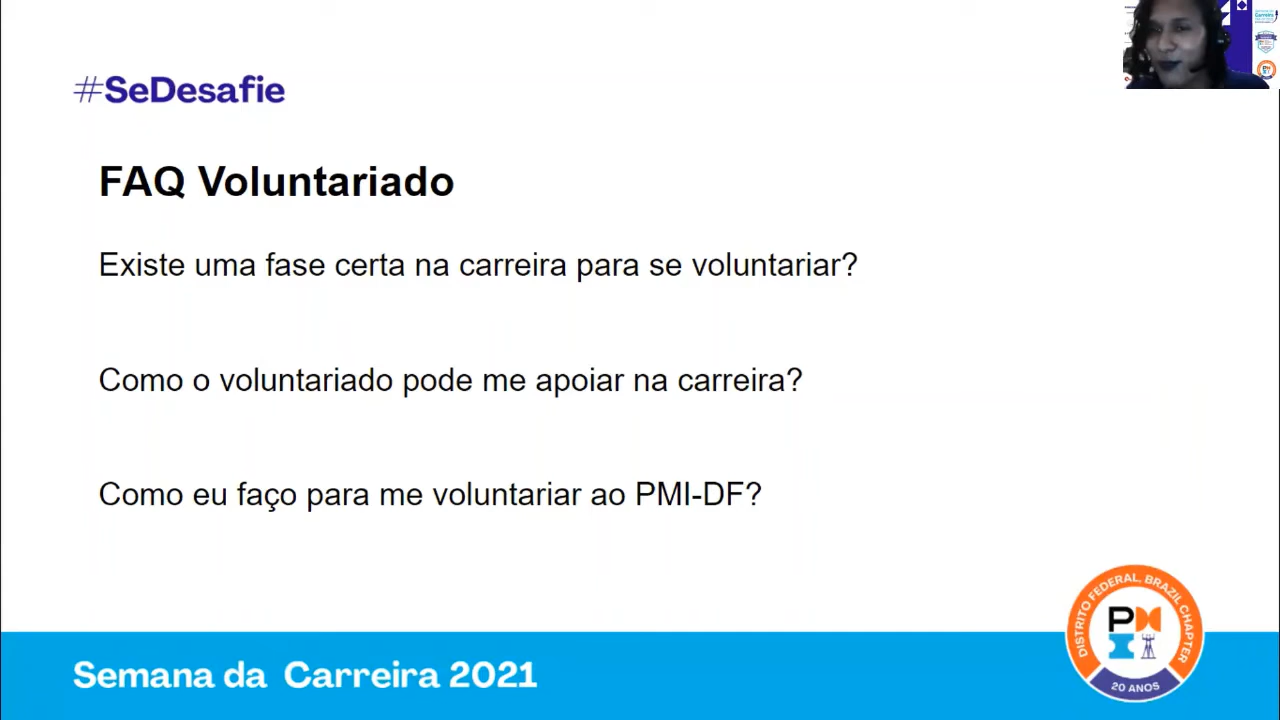 #SeDesafie
FAQ Voluntariado
Existe uma fase certa na carreira para se voluntariar?
Como o voluntariado pode me apoiar na carreira?
Como eu faço para me voluntariar ao PMI-DF?
DISTRITO FEDERAL, BRAZIL CHAPTER
PMI
20 ANOS
Semana da Carreira 2021